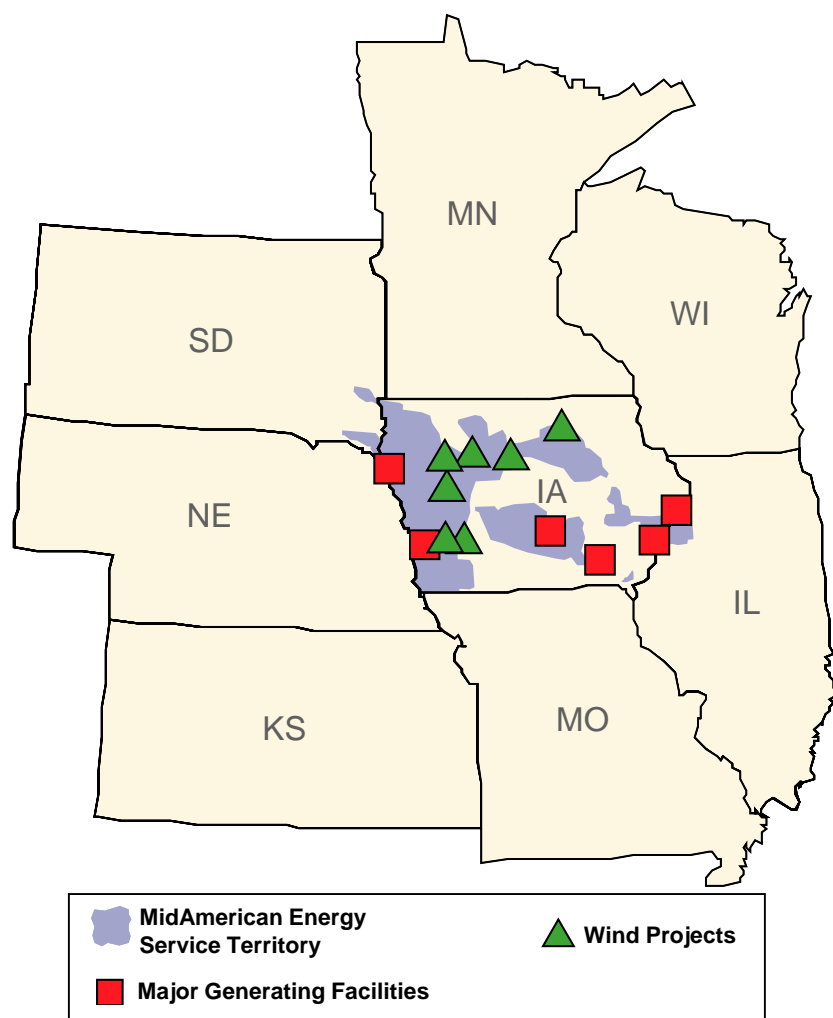 MN
WI
SD
IA
NE
IL
KS
MO
MidAmerican Energy
Service Territory
Wind Projects
Major Generating Facilities